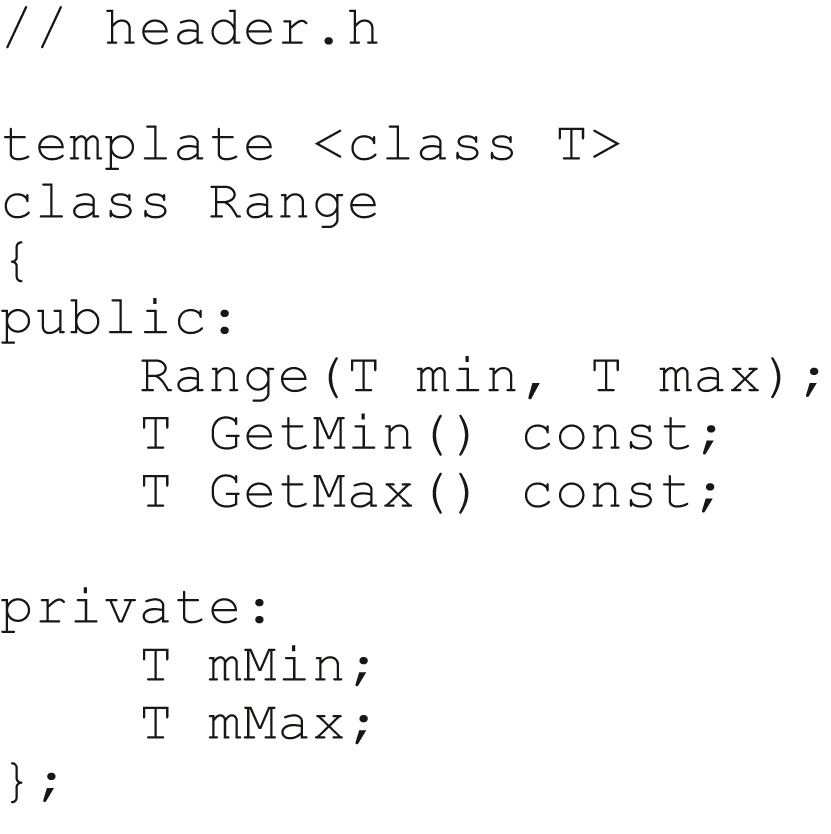 // header.h
template <class T>
class Range
{
public:
    Range(T min, T max);
    T GetMin() const;
    T GetMax() const;
private:
    T mMin;
    T mMax;
};